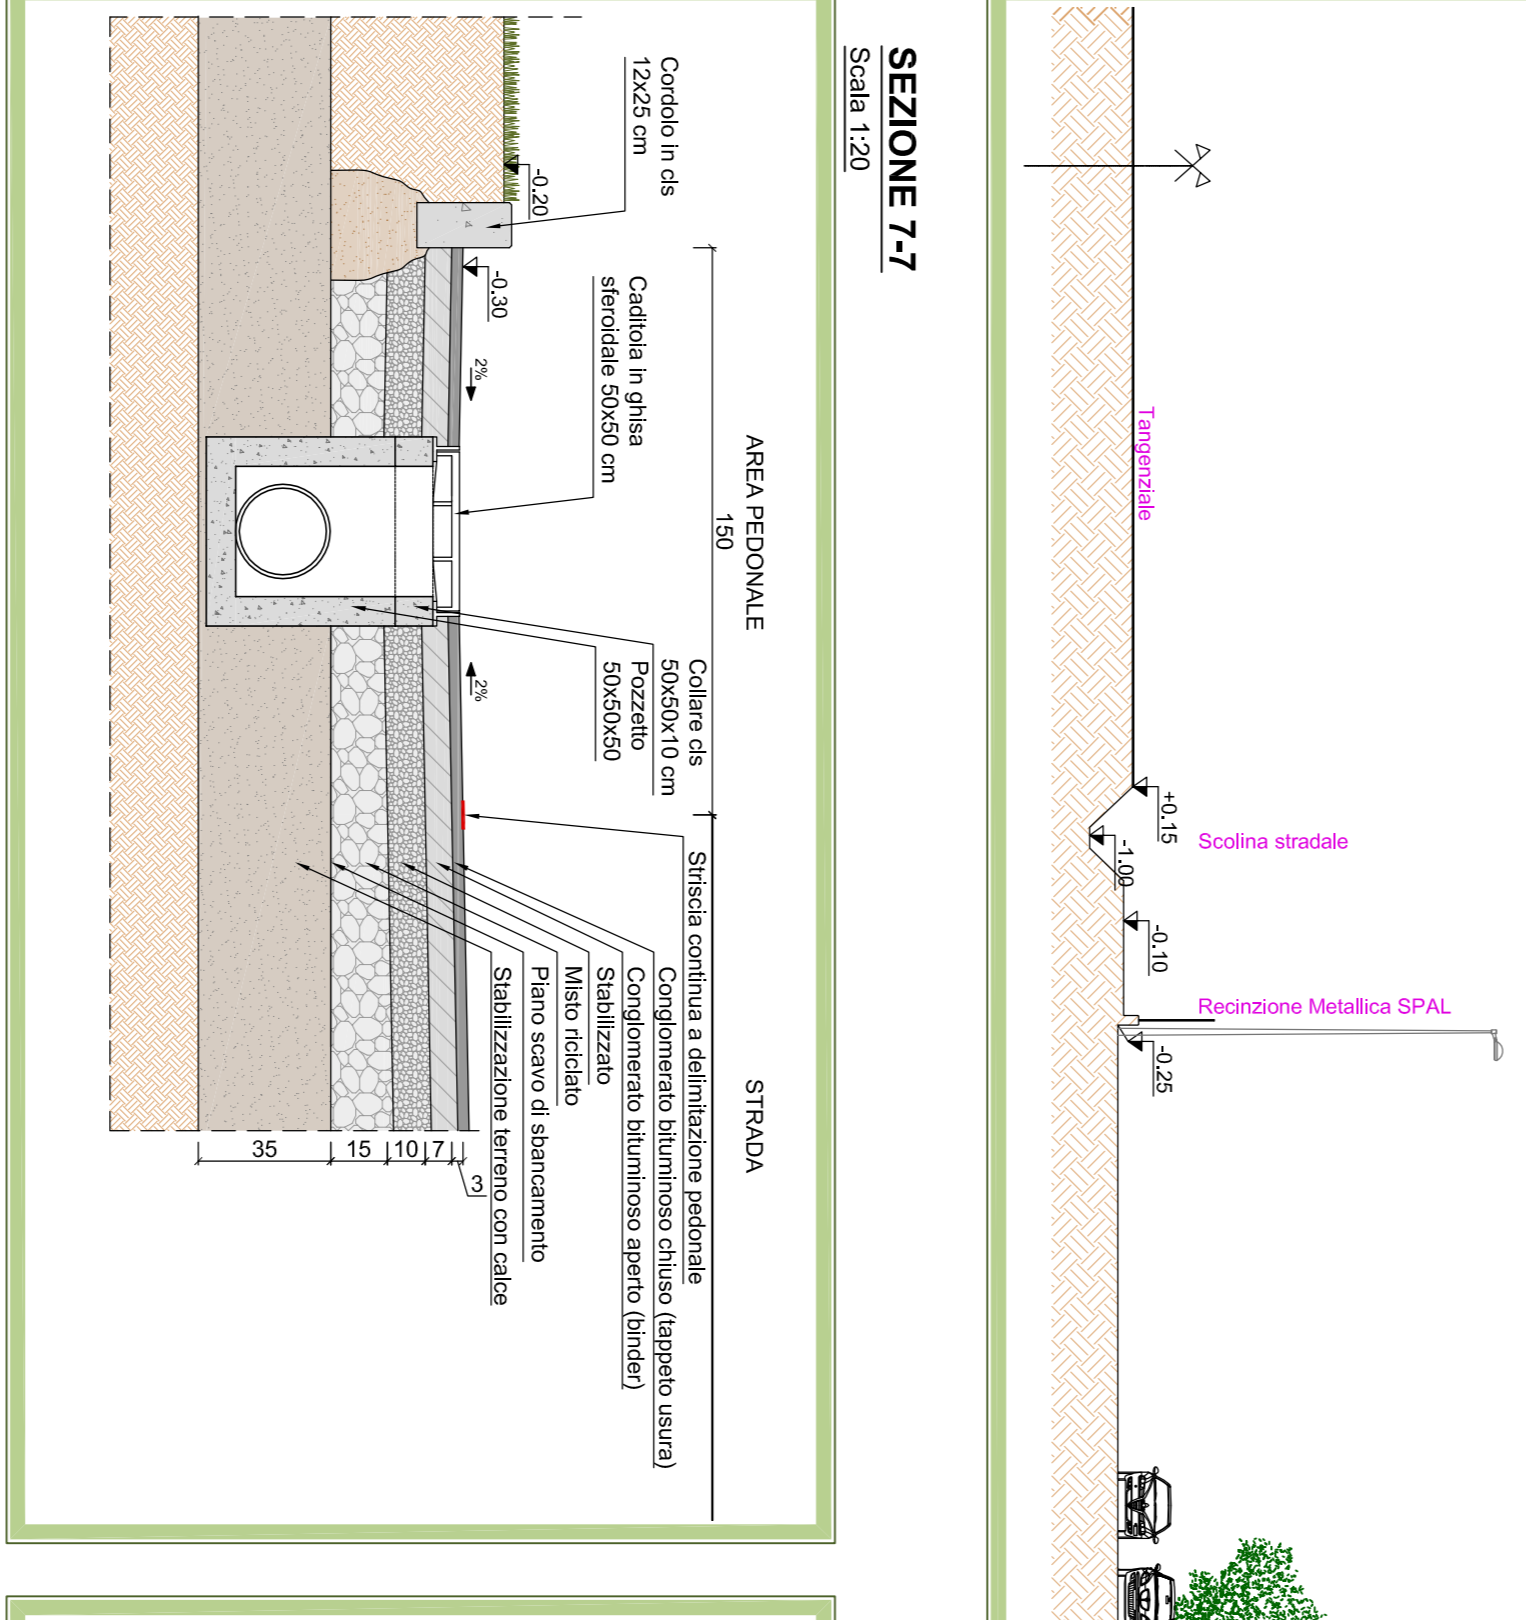 Tangenziale
+0.15
-1.00
Scolina stradale
-0.10
Recinzione Metallica SPAL
-0.25
SEZIONE 7-7
Scala 1:20
AREA PEDONALE
150
STRADA
Cordolo in cls
12x25 cm
-0.20
-0.30
Caditoia in ghisa
sferoidale 50x50 cm
2%
2%
Collare cls
50x50x10 cm
Pozzetto
50x50x50
Striscia continua a delimitazione pedonale
Conglomerato bituminoso chiuso (tappeto usura)
Conglomerato bituminoso aperto (binder)
Stabilizzato
Misto riciclato
Piano scavo di sbancamento
Stabilizzazione terreno con calce
35
15
10
7
3